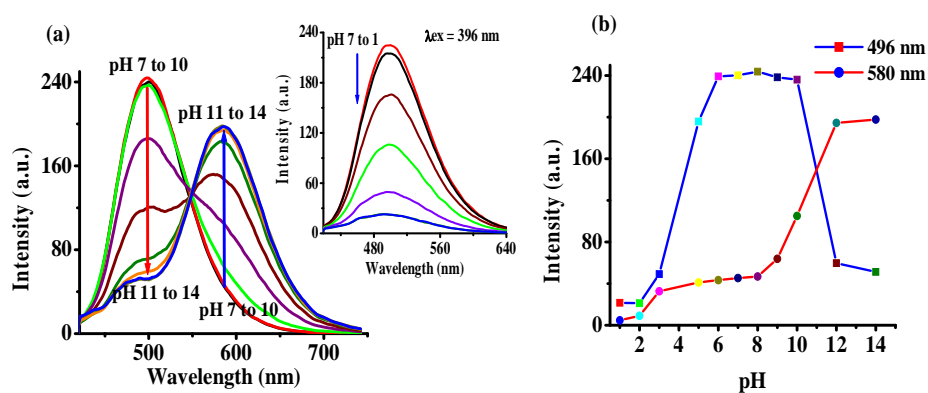 (a)
pH 7 to 10
pH 11 to 14
pH 11 to 14
pH 7 to 10
Intensity (a.u.)
240
160
80
0
500
600
700
Wavelength (nm)
λex = 396 nm
pH 7 to 1
Intensity (a.u.)
240
180
120
60
0
480
560
640
Wavelength (nm)
(b)
496 nm
580 nm
Intensity (a.u.)
300
200
100
0
2
4
6
8
10
12
14
pH